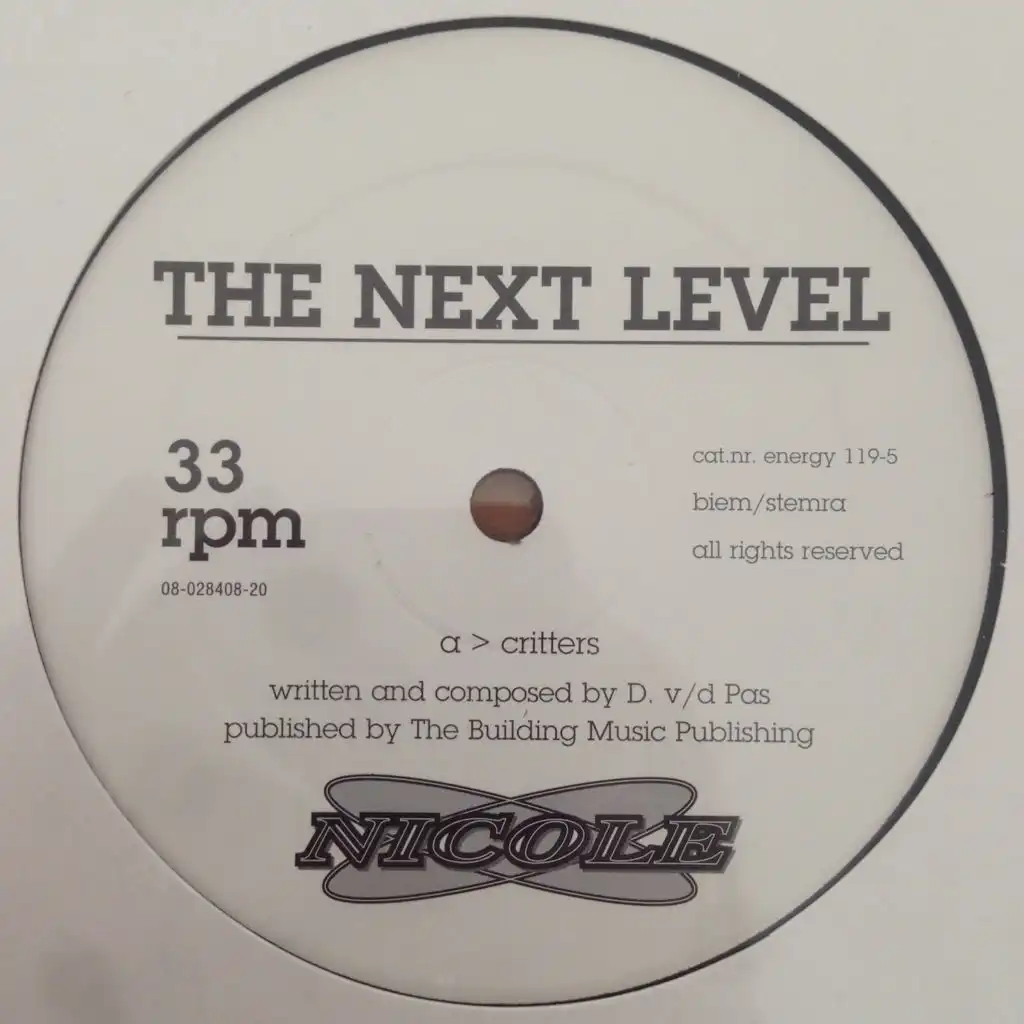 THE NEXT LEVEL
33
rpm
08-028408-20
cat.nr. energy 119-5
biem/stemra
all rights reserved
a > critters
written and composed by D. v/d Pas
published by The Building Music Publishing
NICOLE